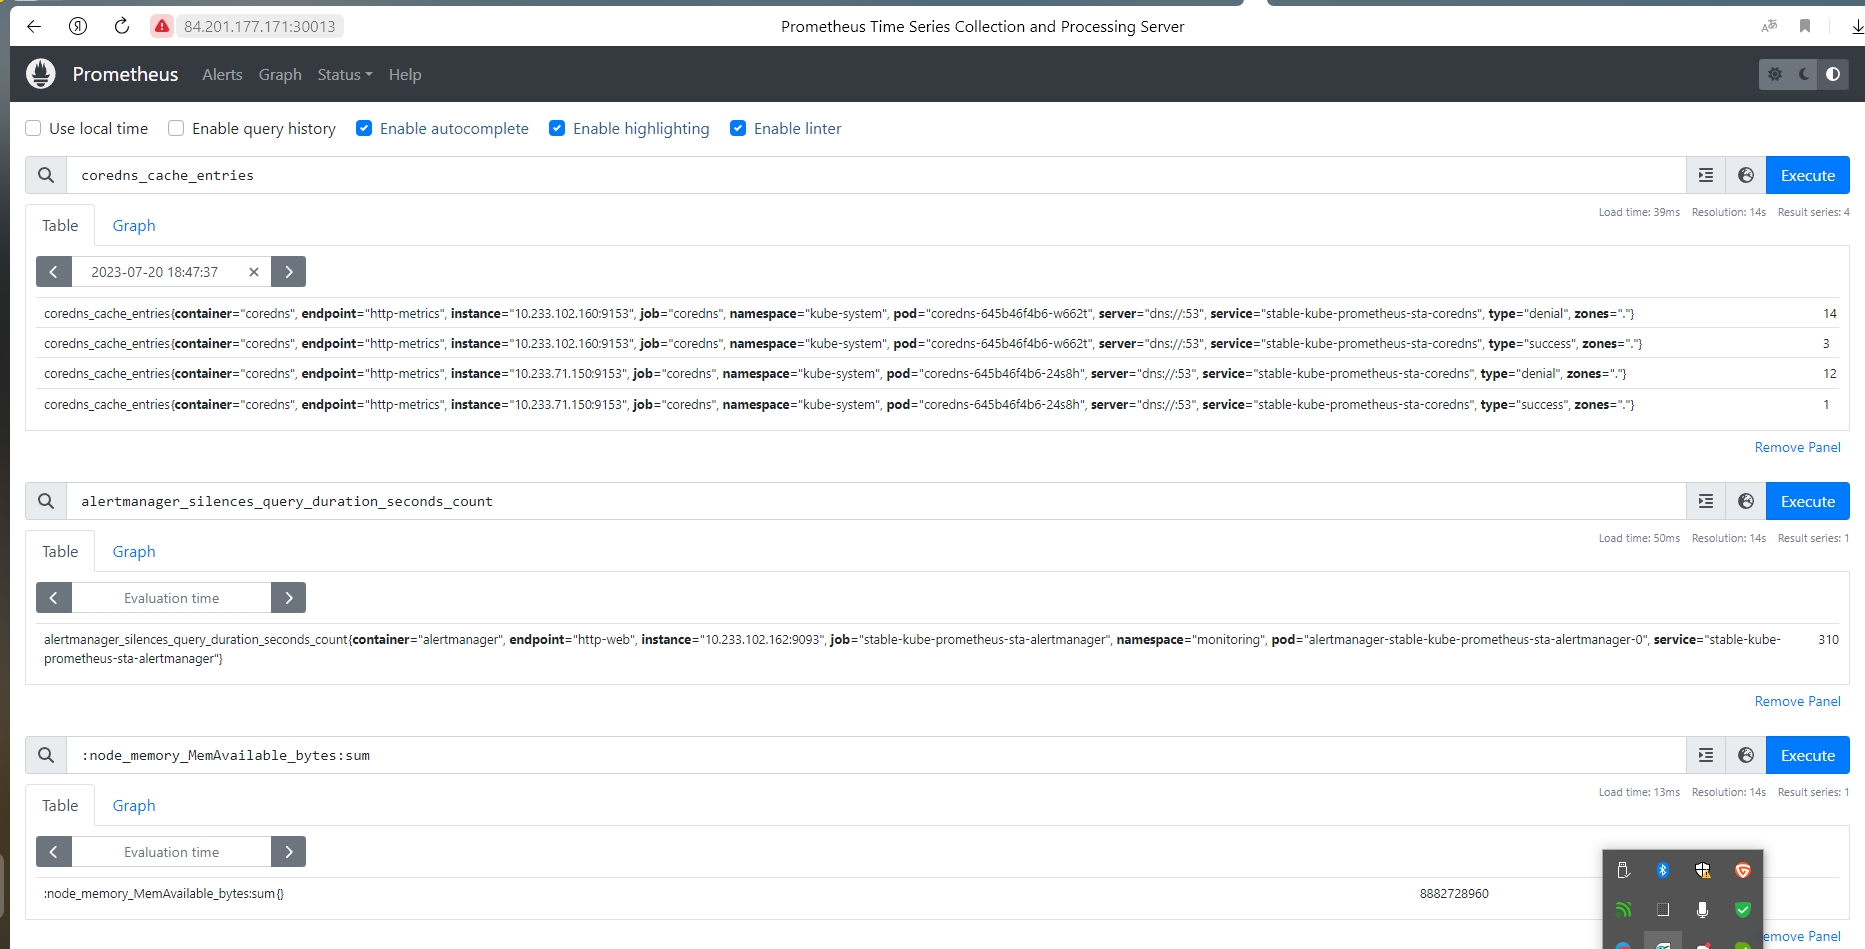 84.201.177.171:30013
Prometheus Time Series Collection and Processing Server
Prometheus Alerts Graph Status Help
Use local time Enable query history Enable autocomplete Enable highlighting Enable linter
coredns_cache_entries Execute
Table Graph Load time: 39ms Resolution: 14s Result series: 4
2023-07-20 18:47:37
coredns_cache_entries{container="coredns", endpoint="http-metrics", instance="10.233.102.160:9153", job="coredns", namespace="kube-system", pod="coredns-645b46f4b6-w662t", server="dns://:53", service="stable-kube-prometheus-sta-coredns", type="denial", zones="."} 14
coredns_cache_entries{container="coredns", endpoint="http-metrics", instance="10.233.102.160:9153", job="coredns", namespace="kube-system", pod="coredns-645b46f4b6-w662t", server="dns://:53", service="stable-kube-prometheus-sta-coredns", type="success", zones="."} 3
coredns_cache_entries{container="coredns", endpoint="http-metrics", instance="10.233.71.150:9153", job="coredns", namespace="kube-system", pod="coredns-645b46f4b6-24s8h", server="dns://:53", service="stable-kube-prometheus-sta-coredns", type="denial", zones="."} 12
coredns_cache_entries{container="coredns", endpoint="http-metrics", instance="10.233.71.150:9153", job="coredns", namespace="kube-system", pod="coredns-645b46f4b6-24s8h", server="dns://:53", service="stable-kube-prometheus-sta-coredns", type="success", zones="."} 1
Remove Panel
alertmanager_silences_query_duration_seconds_count Execute
Table Graph Load time: 50ms Resolution: 14s Result series: 1
Evaluation time
alertmanager_silences_query_duration_seconds_count{container="alertmanager", endpoint="http-web", instance="10.233.102.162:9093", job="stable-kube-prometheus-sta-alertmanager", namespace="monitoring", pod="alertmanager-stable-kube-prometheus-sta-alertmanager-0", service="stable-kube- 310
prometheus-sta-alertmanager"}
Remove Panel
:node_memory_MemAvailable_bytes:sum Execute
Table Graph Load time: 13ms Resolution: 14s Result series: 1
Evaluation time
:node_memory_MemAvailable_bytes:sum{} 8882728960
emove Panel